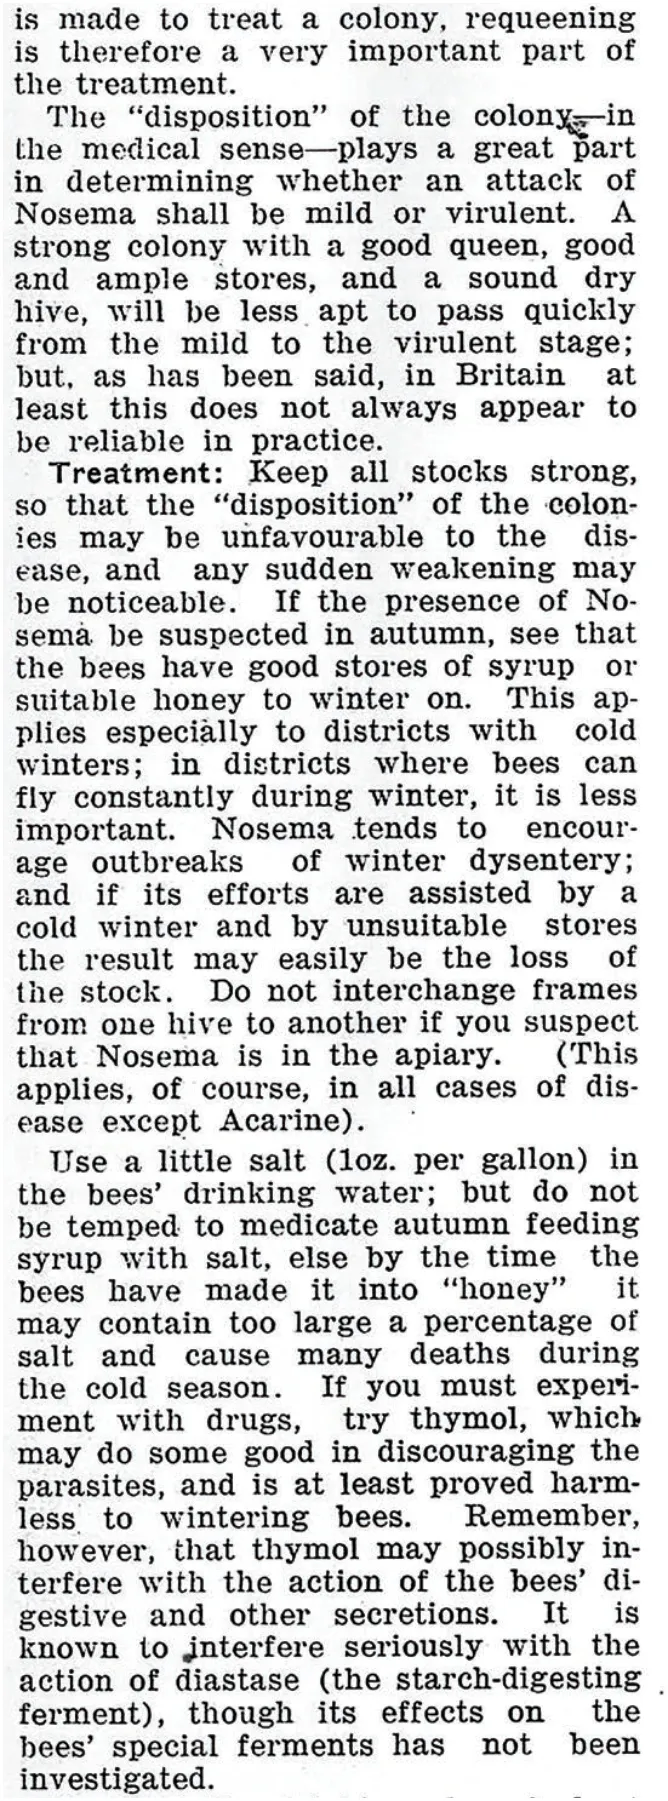 is made to treat a colony, requeening
is therefore a very important part of
the treatment.
The “disposition” of the colony—in
the medical sense—plays a great part
in determining whether an attack of
Nosema shall be mild or virulent. A
strong colony with a good queen, good
and ample stores, and a sound dry
hive, will be less apt to pass quickly
from the mild to the virulent stage;
but, as has been said, in Britain at
least this does not always appear to
be reliable in practice.
Treatment: Keep all stocks strong,
so that the “disposition” of the colon-
ies may be unfavourable to the dis-
ease, and any sudden weakening may
be noticeable. If the presence of No-
sema be suspected in autumn, see that
the bees have good stores of syrup or
suitable honey to winter on. This ap-
plies especially to districts with cold
winters; in districts where bees can
fly constantly during winter, it is less
important. Nosema tends to encour-
age outbreaks of winter dysentery;
and if its efforts are assisted by a
cold winter and by unsuitable stores
the result may easily be the loss of
the stock. Do not interchange frames
from one hive to another if you suspect
that Nosema is in the apiary. (This
applies, of course, in all cases of dis-
ease except Acarine).
Use a little salt (1oz. per gallon) in
the bees’ drinking water; but do not
be temped to medicate autumn feeding
syrup with salt, else by the time the
bees have made it into “honey” it
may contain too large a percentage of
salt and cause many deaths during
the cold season. If you must experi-
ment with drugs, try thymol, which
may do some good in discouraging the
parasites, and is at least proved harm-
less to wintering bees. Remember,
however, that thymol may possibly in-
terfere with the action of the bees’ di-
gestive and other secretions. It is
known to interfere seriously with the
action of diastase (the starch-digesting
ferment), though its effects on the
bees’ special ferments has not been
investigated.